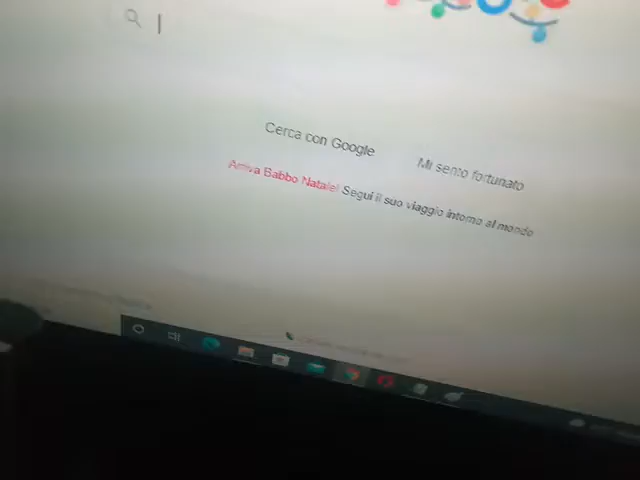 Cerca con Google
Mi sento fortunato
Arriva Babbo Natale! Segui il suo viaggio intorno al mondo